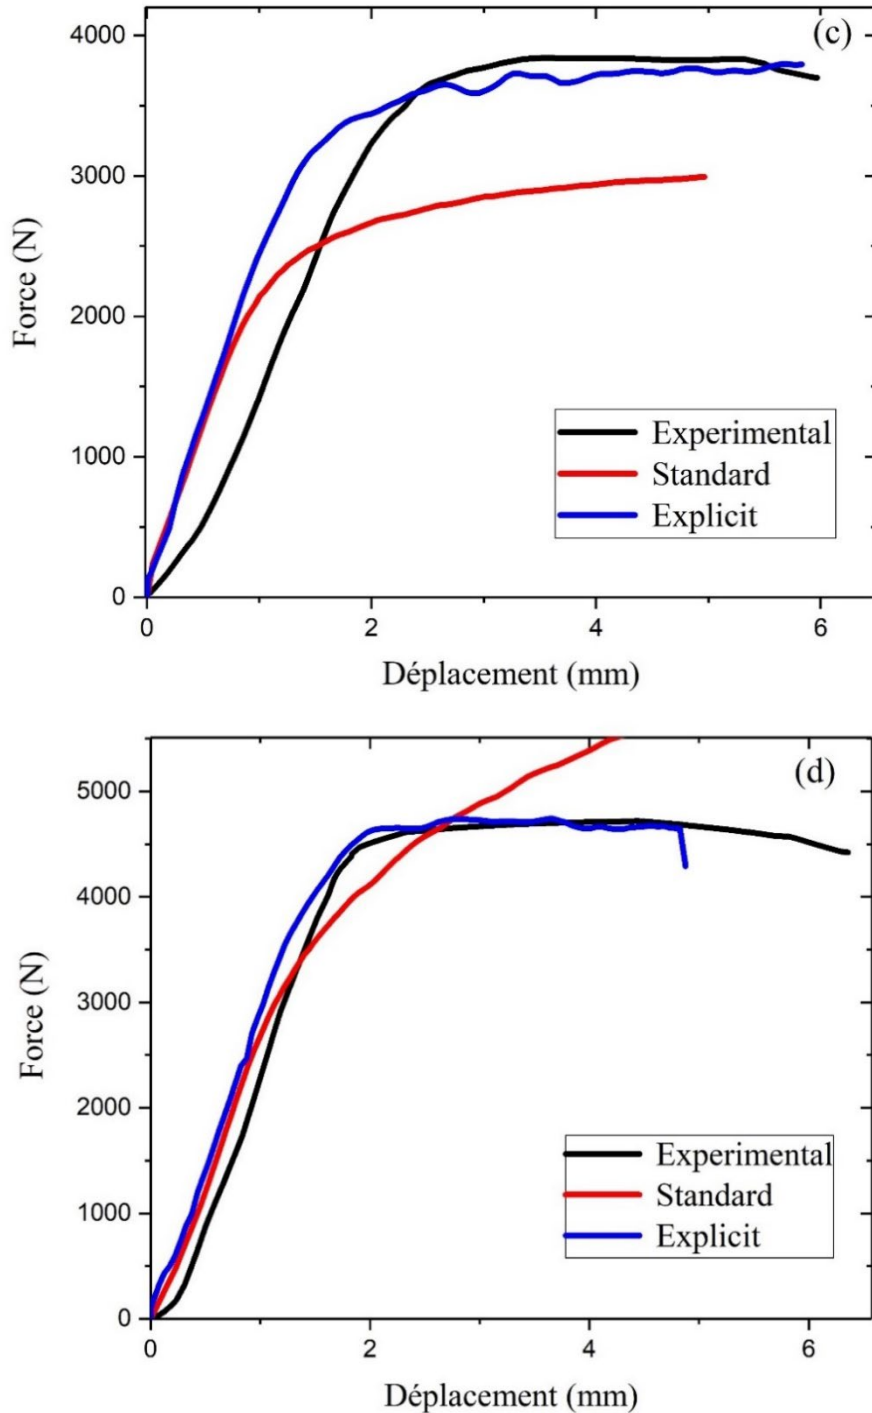 (c)
4000
3000
2000
1000
0
Force (N)
Experimental
Standard
Explicit
0 2 4 6
Déplacement (mm)
(d)
5000
4000
3000
2000
1000
0
Force (N)
Experimental
Standard
Explicit
0 2 4 6
Déplacement (mm)